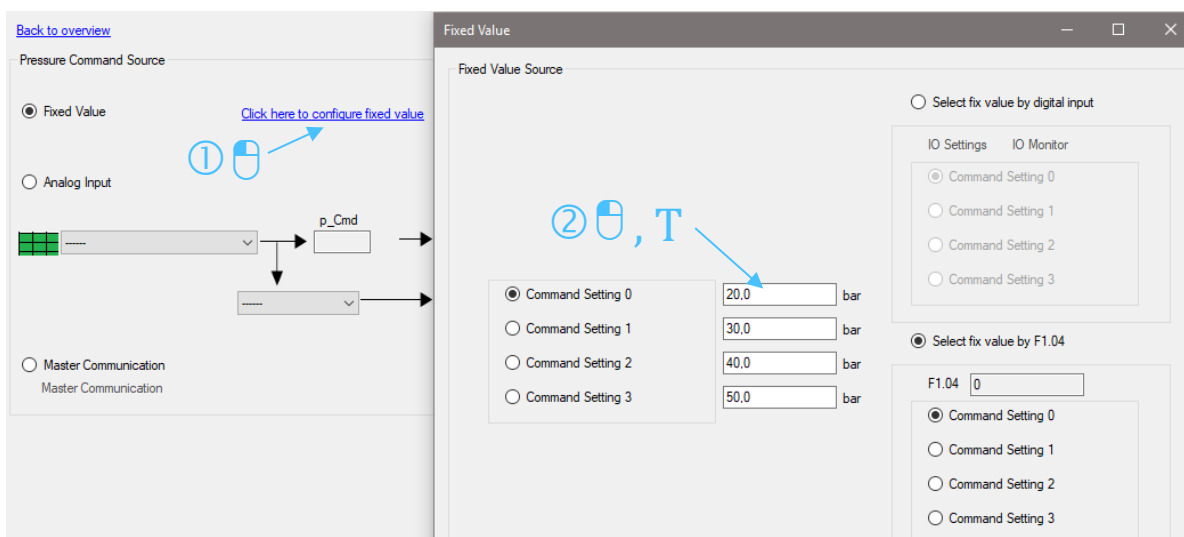 Back to overview
Pressure Command Source
Fixed Value
Click here to configure fixed value
①
Analog Input
p_Cmd
------
------
Master Communication
Master Communication
Fixed Value
Fixed Value Source
② , T
Command Setting 0 20,0 bar
Command Setting 1 30,0 bar
Command Setting 2 40,0 bar
Command Setting 3 50,0 bar
Select fix value by digital input
IO Settings IO Monitor
Command Setting 0
Command Setting 1
Command Setting 2
Command Setting 3
Select fix value by F1.04
F1.04 0
Command Setting 0
Command Setting 1
Command Setting 2
Command Setting 3